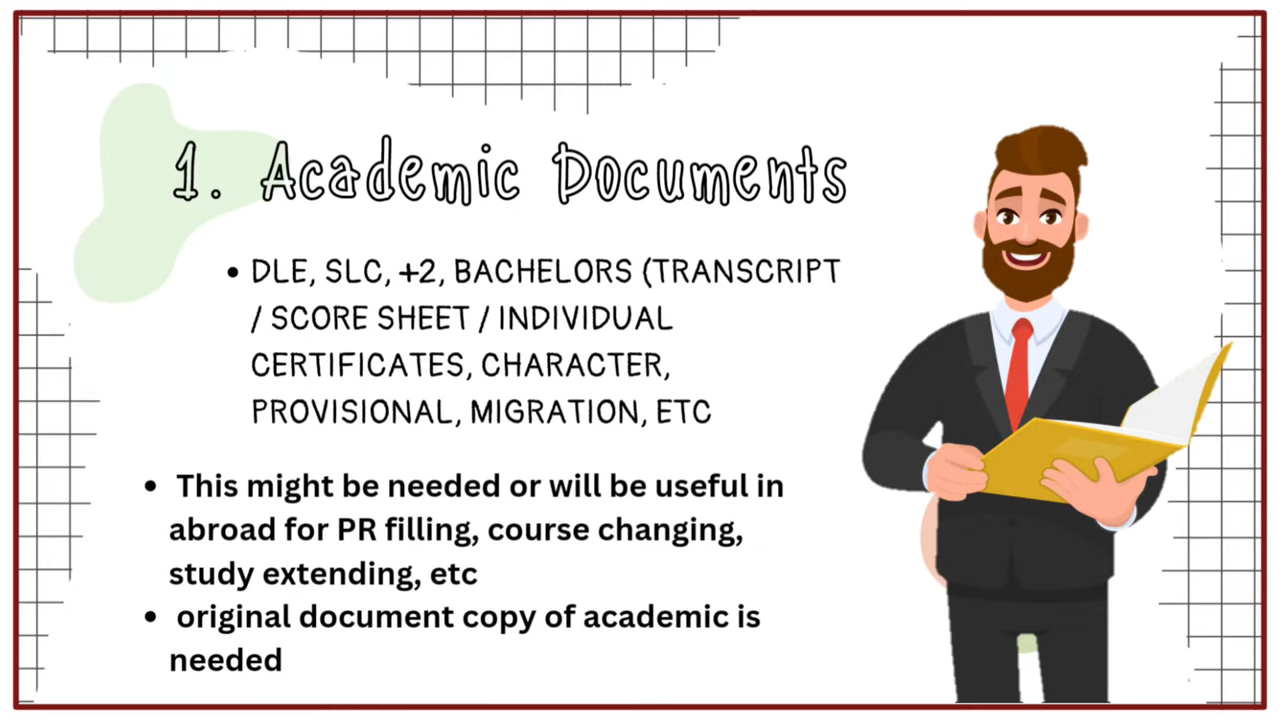 1. Academic Documents
• DLE, SLC, +2, BACHELORS (TRANSCRIPT
/ SCORE SHEET / INDIVIDUAL
CERTIFICATES, CHARACTER,
PROVISIONAL, MIGRATION, ETC
• This might be needed or will be useful in
abroad for PR filling, course changing,
study extending, etc
• original document copy of academic is
needed